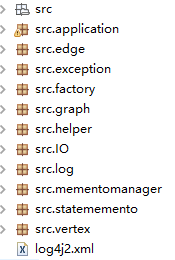 src
src.application
src.edge
src.exception
src.factory
src.graph
src.helper
src.IO
src.log
src.mementomanager
src.statememento
src.vertex
log4j2.xml